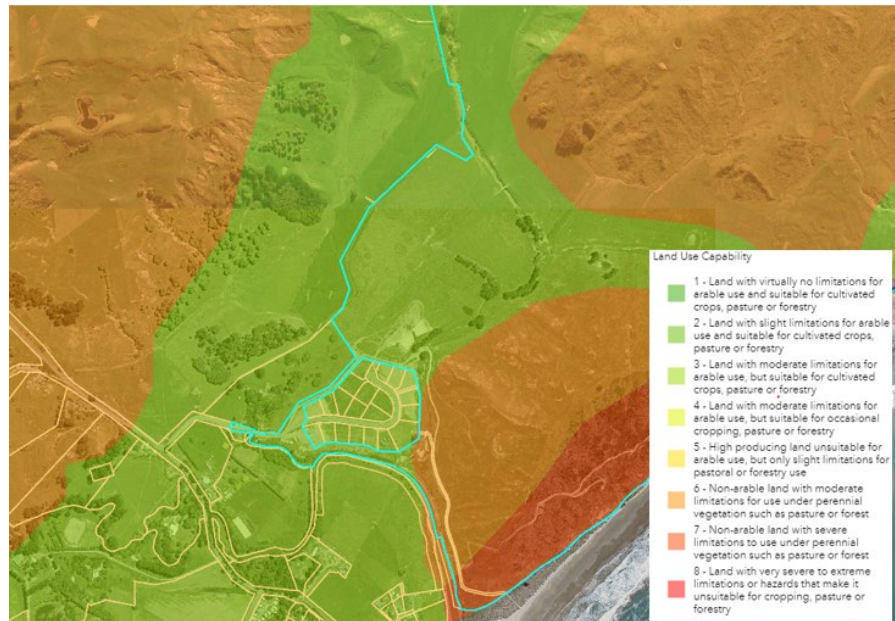 Land Use Capability
1 - Land with virtually no limitations for
arable use and suitable for cultivated
crops, pasture or forestry
2 - Land with slight limitations for arable
use and suitable for cultivated crops,
pasture or forestry
3 - Land with moderate limitations for
arable use, but suitable for cultivated
crops, pasture or forestry
4 - Land with moderate limitations for
arable use, but suitable for occasional
cropping, pasture or forestry
5 - High producing land unsuitable for
arable use, but only slight limitations for
pastoral or forestry use
6 - Non-arable land with moderate
limitations for use under perennial
vegetation such as pasture or forest
7 - Non-arable land with severe
limitations to use under perennial
vegetation such as pasture or forest
8 - Land with very severe to extreme
limitations or hazards that make it
unsuitable for cropping, pasture or
forestry